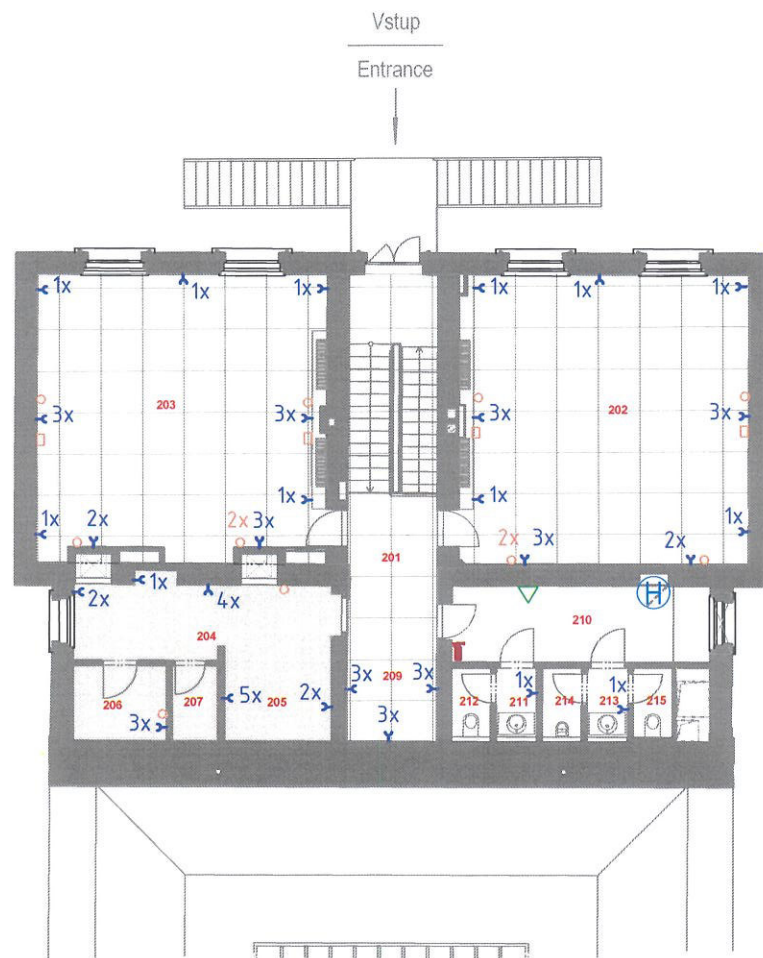 Vstup
Entrance
1x 1x 1x 1x 1x 1x
3x 203 3x 3x 202 3x
1x 1x
1x 2x 2x 3x 2x 3x 2x 1x
201
2x 1x 4x H
204 210
206 207 5x 205 2x 3x 209 3x 212 1x 211 214 1x 213 215
3x 3x